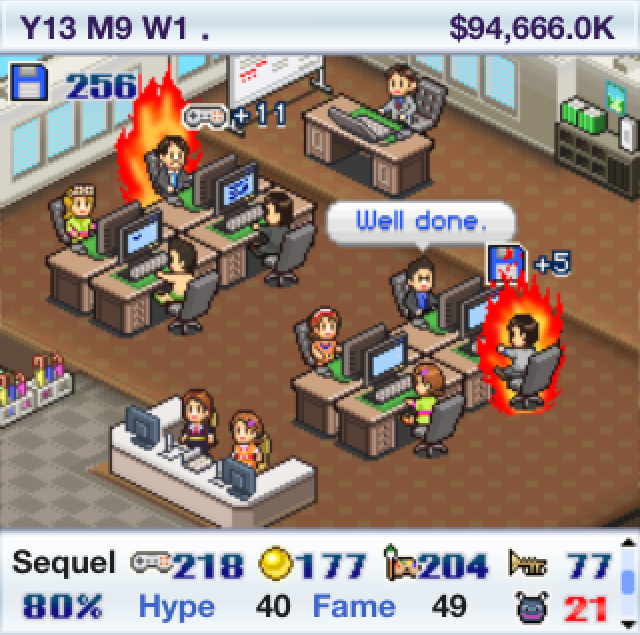 Y13 M9 W1 . $94,666.0K
256
+11
Well done.
+5
Sequel 218 177 204 77
80% Hype 40 Fame 49 21